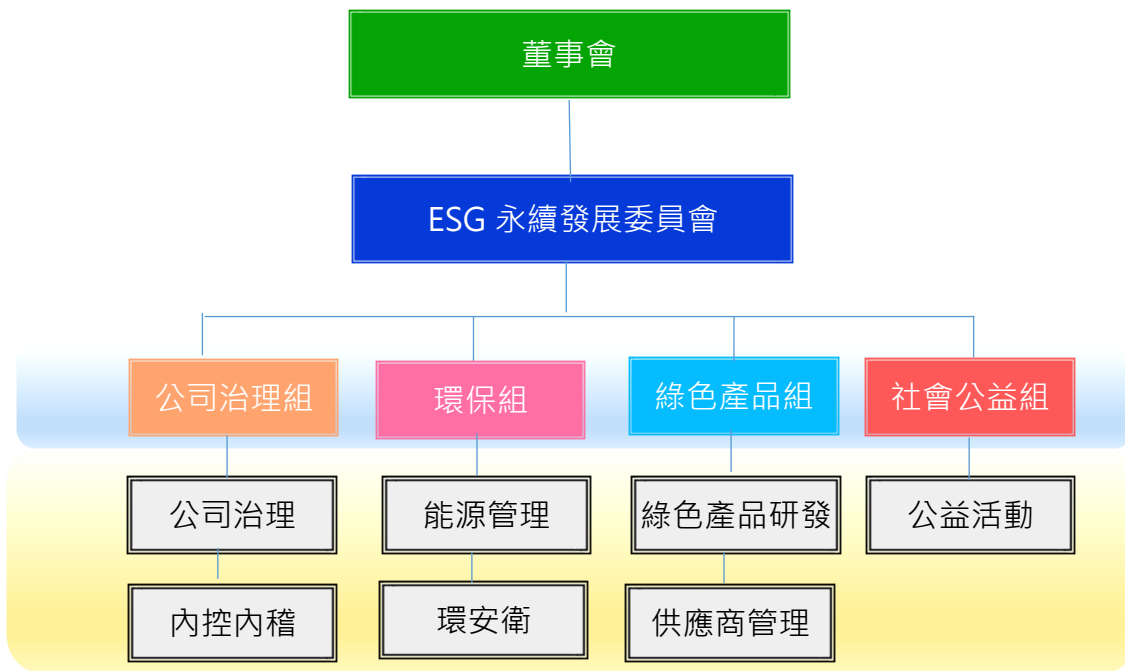 董事會
ESG 永續發展委員會
公司治理組
環保組
綠色產品組
社會公益組
公司治理
能源管理
綠色產品研發
公益活動
內控內稽
環安衛
供應商管理